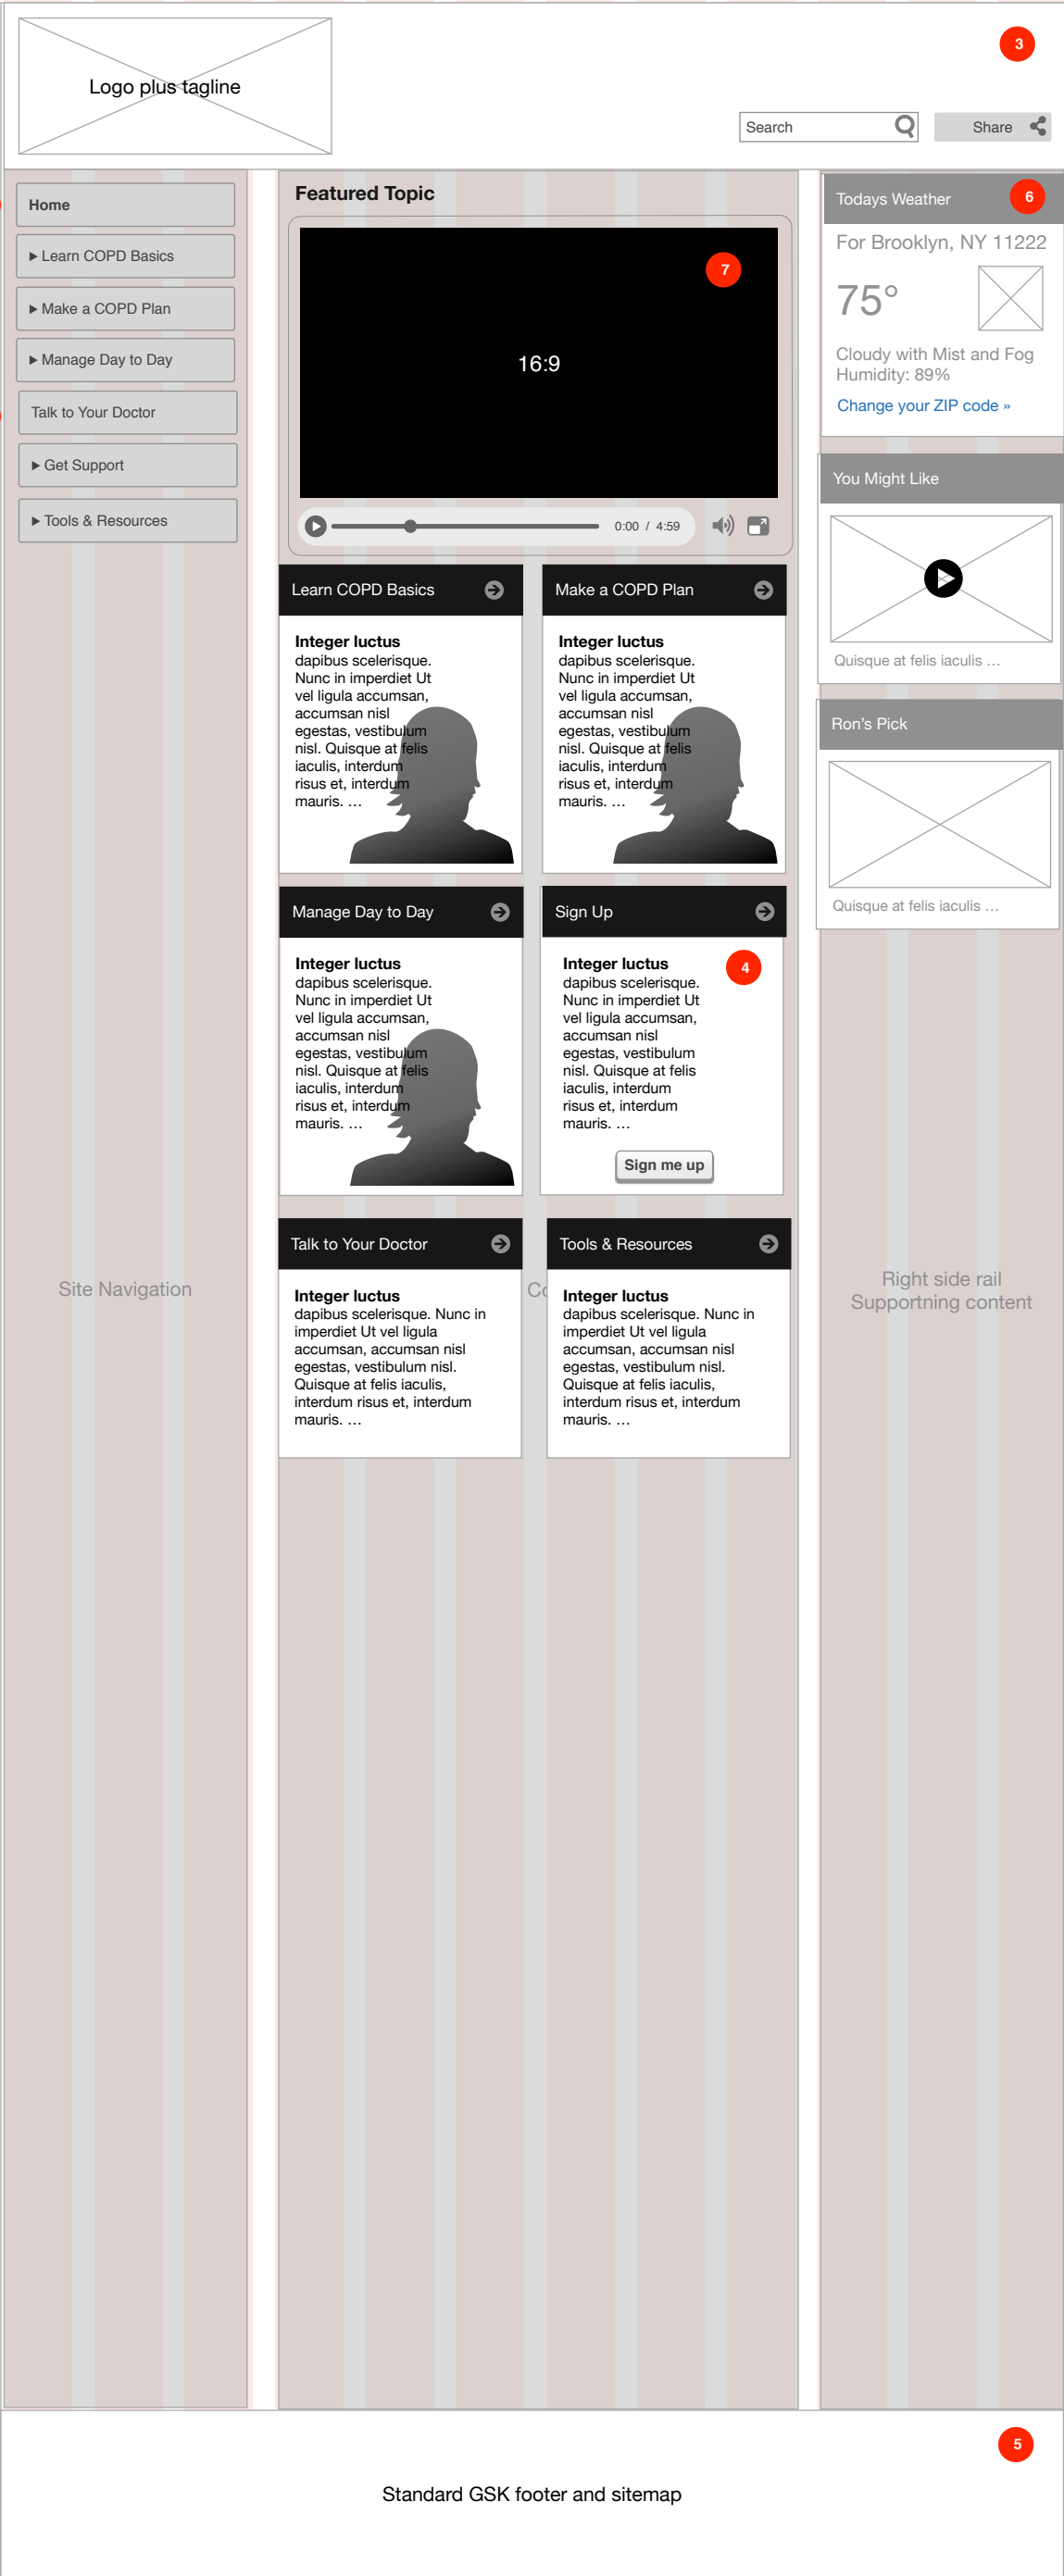 3
Logo plus tagline
Search
Share
Home
▸ Learn COPD Basics
▸ Make a COPD Plan
▸ Manage Day to Day
Talk to Your Doctor
▸ Get Support
▸ Tools & Resources
Site Navigation
Featured Topic
7
16:9
0:00 / 4:59
Learn COPD Basics
Integer luctus
dapibus scelerisque.
Nunc in imperdiet Ut
vel ligula accumsan,
accumsan nisl
egestas, vestibulum
nisl. Quisque at felis
iaculis, interdum
risus et, interdum
mauris. …
Make a COPD Plan
Integer luctus
dapibus scelerisque.
Nunc in imperdiet Ut
vel ligula accumsan,
accumsan nisl
egestas, vestibulum
nisl. Quisque at felis
iaculis, interdum
risus et, interdum
mauris. …
Manage Day to Day
Integer luctus
dapibus scelerisque.
Nunc in imperdiet Ut
vel ligula accumsan,
accumsan nisl
egestas, vestibulum
nisl. Quisque at felis
iaculis, interdum
risus et, interdum
mauris. …
Sign Up
4
Integer luctus
dapibus scelerisque.
Nunc in imperdiet Ut
vel ligula accumsan,
accumsan nisl
egestas, vestibulum
nisl. Quisque at felis
iaculis, interdum
risus et, interdum
mauris. …
Sign me up
Talk to Your Doctor
Integer luctus
dapibus scelerisque. Nunc in
imperdiet Ut vel ligula
accumsan, accumsan nisl
egestas, vestibulum nisl.
Quisque at felis iaculis,
interdum risus et, interdum
mauris. …
Tools & Resources
Integer luctus
dapibus scelerisque. Nunc in
imperdiet Ut vel ligula
accumsan, accumsan nisl
egestas, vestibulum nisl.
Quisque at felis iaculis,
interdum risus et, interdum
mauris. …
Todays Weather
6
For Brooklyn, NY 11222
75°
Cloudy with Mist and Fog
Humidity: 89%
Change your ZIP code »
You Might Like
Quisque at felis iaculis …
Ron's Pick
Quisque at felis iaculis …
Right side rail
Supportning content
5
Standard GSK footer and sitemap